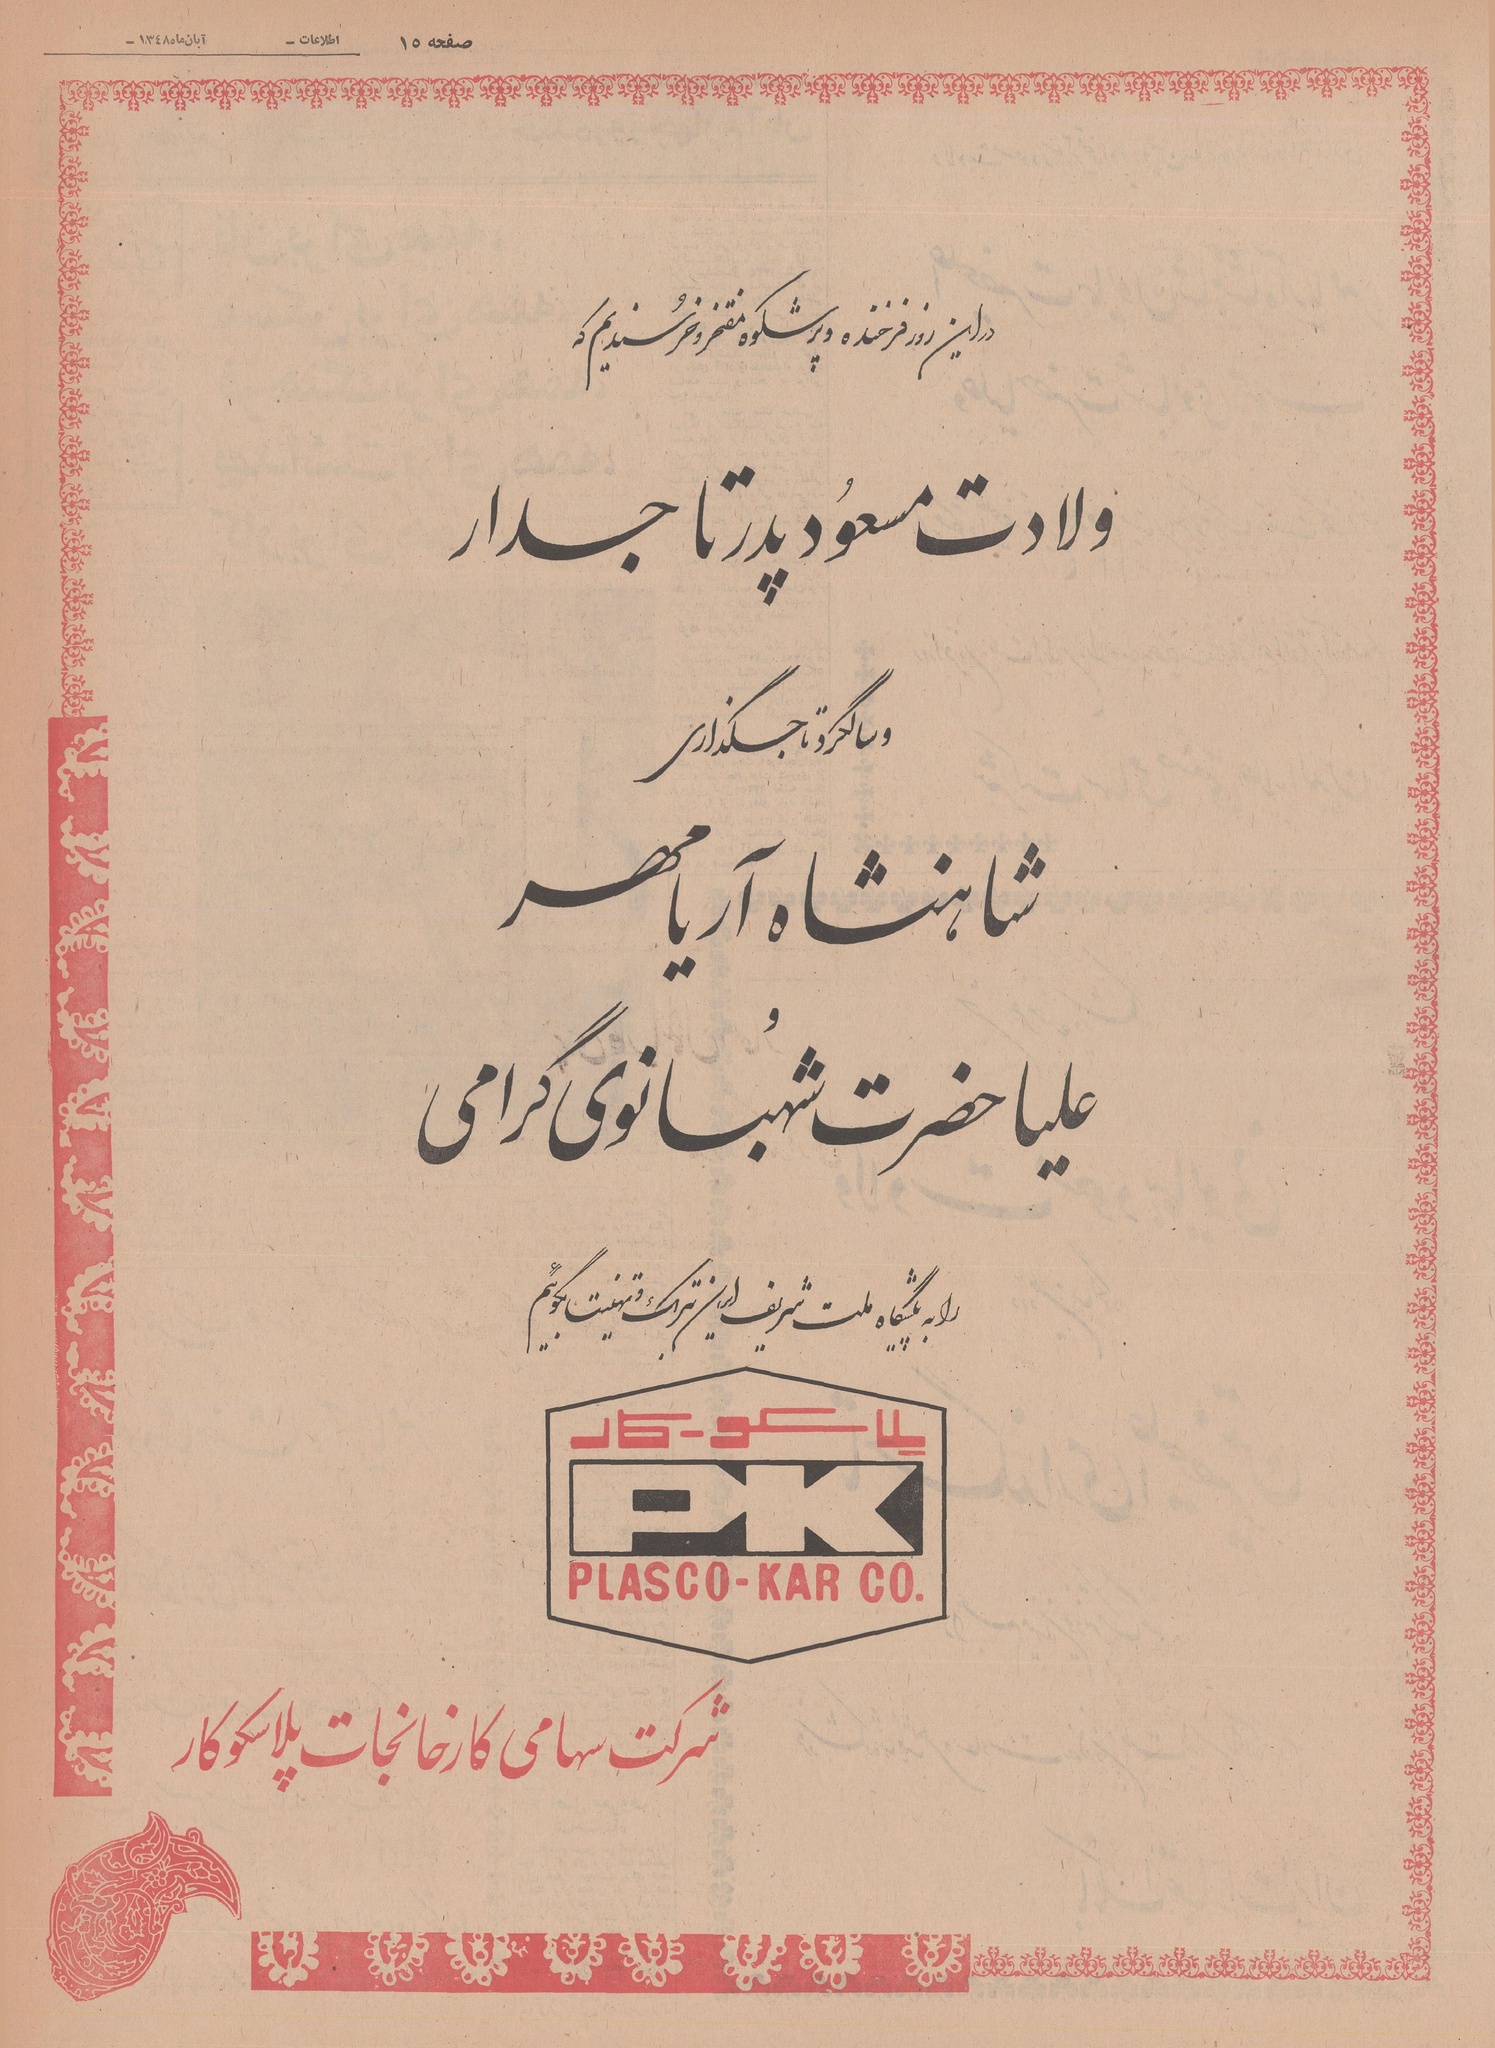 صفحه ۱۵ اطلاعات – آبان‌ماه ۱۳۴۸ –
در این روز فرخنده و پرشکوه مفتخر و خرسندیم که
ولادت مسعود پدر تاجدار
و سالگرد تاجگذاری
شاهنشاه آریامهر
و
علیاحضرت شهبانوی گرامی
را به پیشگاه ملت شریف ایران تبریک و تهنیت بگوئیم
پلاسکو-کار
PK
PLASCO-KAR CO.
شرکت سهامی کارخانجات پلاسکوکار